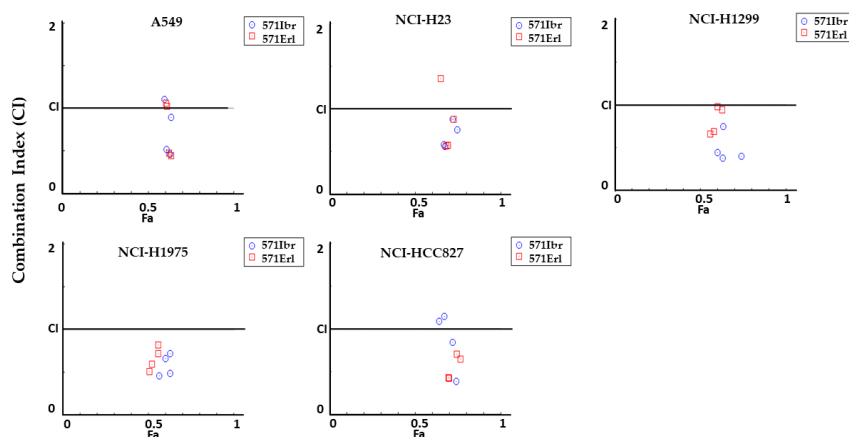 Combination Index (CI)
A549
571Ibr
571Erl
2
CI
0
0
0.5
1
Fa
NCI-H23
571Ibr
571Erl
2
CI
0
0
0.5
1
Fa
NCI-H1299
571Ibr
571Erl
2
CI
0
0
0.5
1
Fa
NCI-H1975
571Ibr
571Erl
2
CI
0
0
0.5
1
Fa
NCI-HCC827
571Ibr
571Erl
2
CI
0
0
0.5
1
Fa